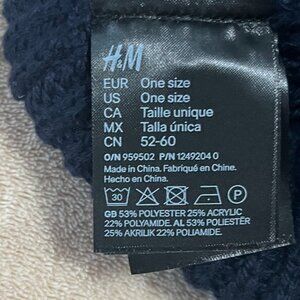 H&M
EUR One size
US One size
CA Taille unique
MX Talla única
CN 52-60
O/N 959502 P/N 1249204 0
Made in China. Fabriqué en Chine.
Hecho en China.
30 P
GB 53% POLYESTER 25% ACRYLIC
22% POLYAMIDE. AL 53% POLIESTER
25% AKRILIK 22% POLIAMIDE.